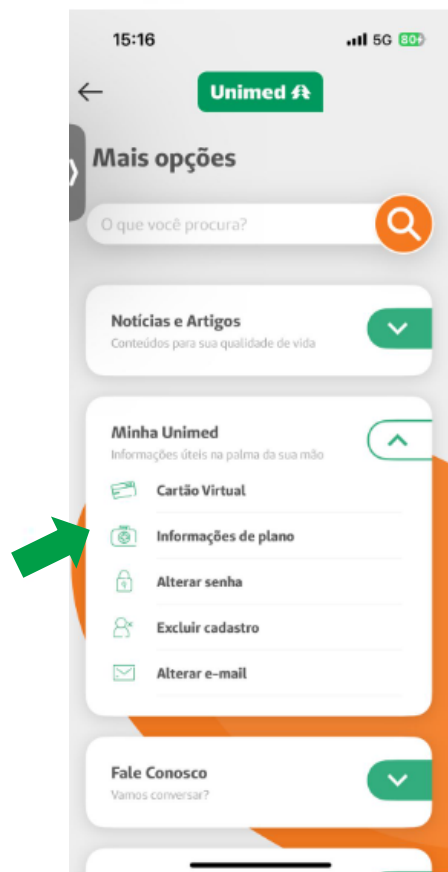 15:16
5G 80
Unimed
Mais opções
O que você procura?
Notícias e Artigos
Conteúdos para sua qualidade de vida
Minha Unimed
Informações úteis na palma da sua mão
Cartão Virtual
Informações de plano
Alterar senha
Excluir cadastro
Alterar e-mail
Fale Conosco
Vamos conversar?